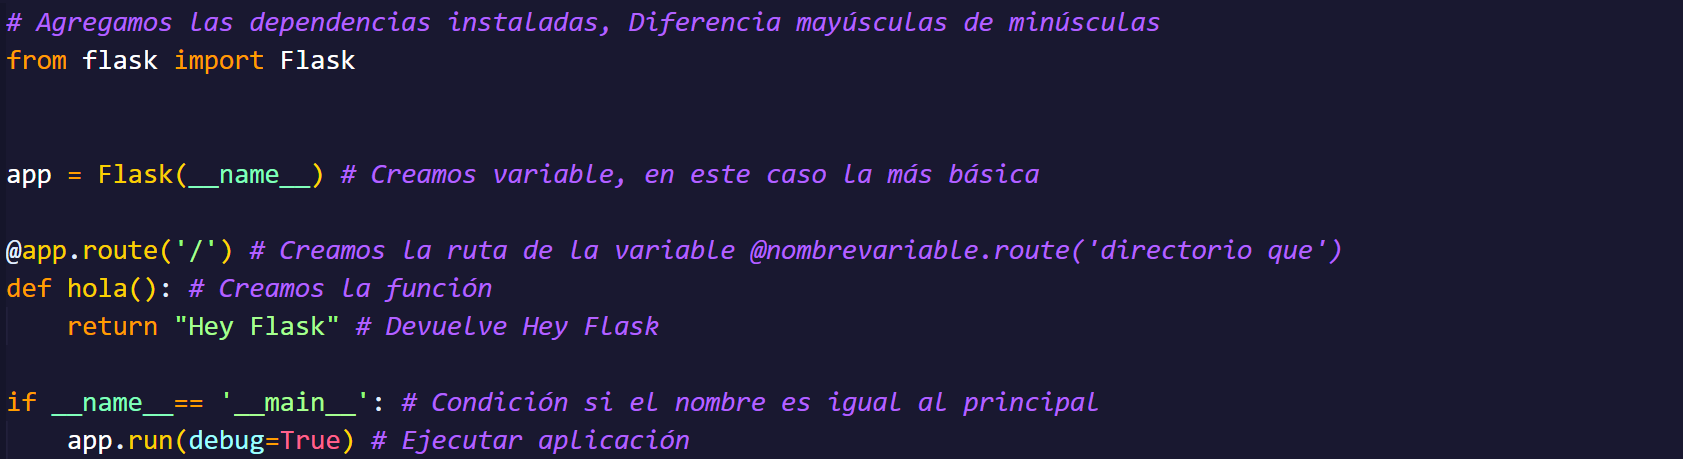 # Agregamos las dependencias instaladas, Diferencia mayúsculas de minúsculas
from flask import Flask
app = Flask(__name__) # Creamos variable, en este caso la más básica
@app.route('/') # Creamos la ruta de la variable @nombrevariable.route('directorio que')
def hola(): # Creamos la función
    return "Hey Flask" # Devuelve Hey Flask
if __name__== '__main__': # Condición si el nombre es igual al principal
    app.run(debug=True) # Ejecutar aplicación